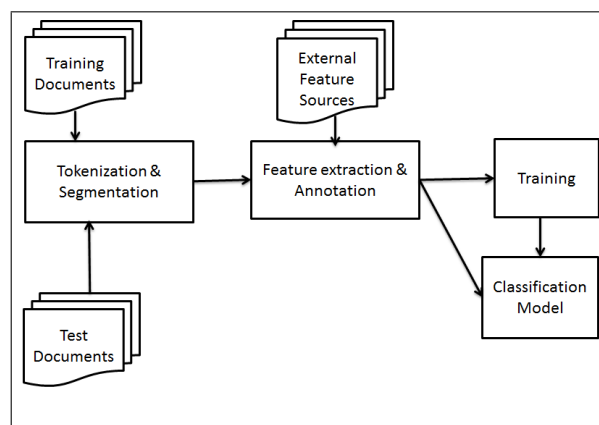 Training
Documents
External
Feature
Sources
Tokenization &
Segmentation
Feature extraction &
Annotation
Training
Classification
Model
Test
Documents